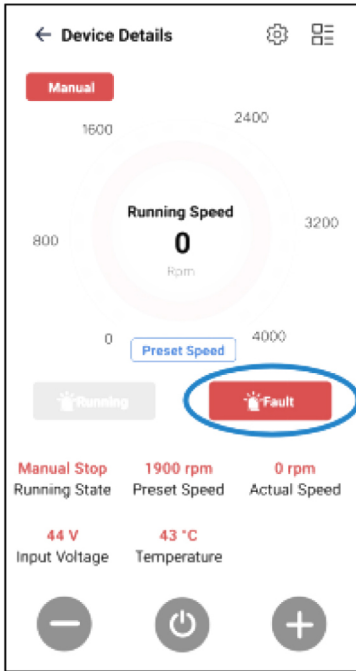 Device Details
Manual
1600
2400
800
3200
Running Speed
0
Rpm
0
4000
Preset Speed
Running
Fault
Manual Stop
1900 rpm
0 rpm
Running State
Preset Speed
Actual Speed
44 V
43 °C
Input Voltage
Temperature